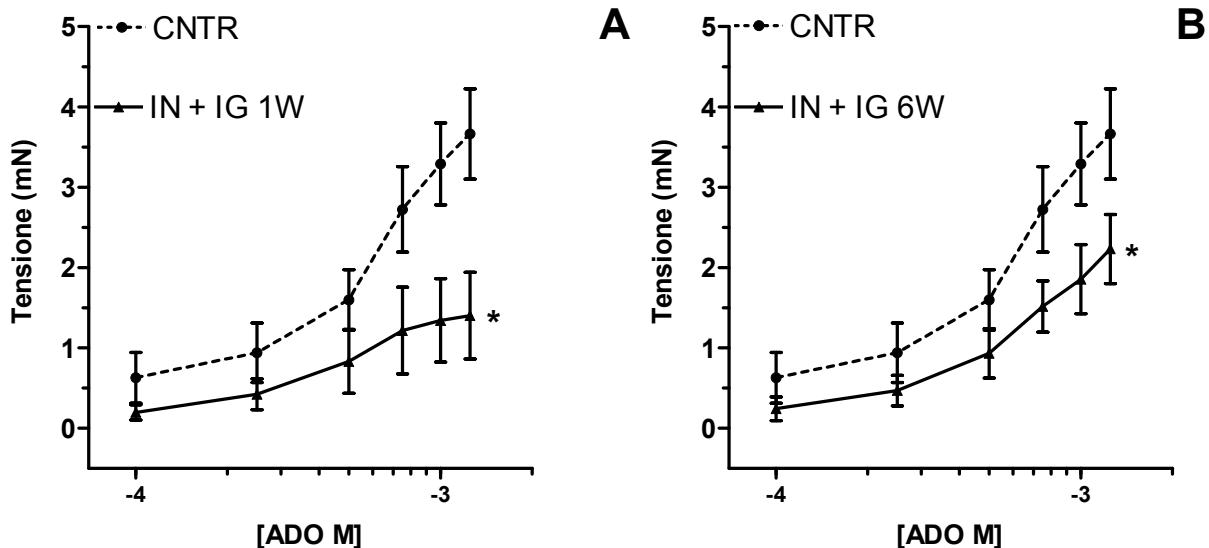 A
CNTR
IN + IG 1W
Tensione (mN)
5
4
3
2
1
0
-4
-3
[ADO M]
*
B
CNTR
IN + IG 6W
Tensione (mN)
5
4
3
2
1
0
-4
-3
[ADO M]
*